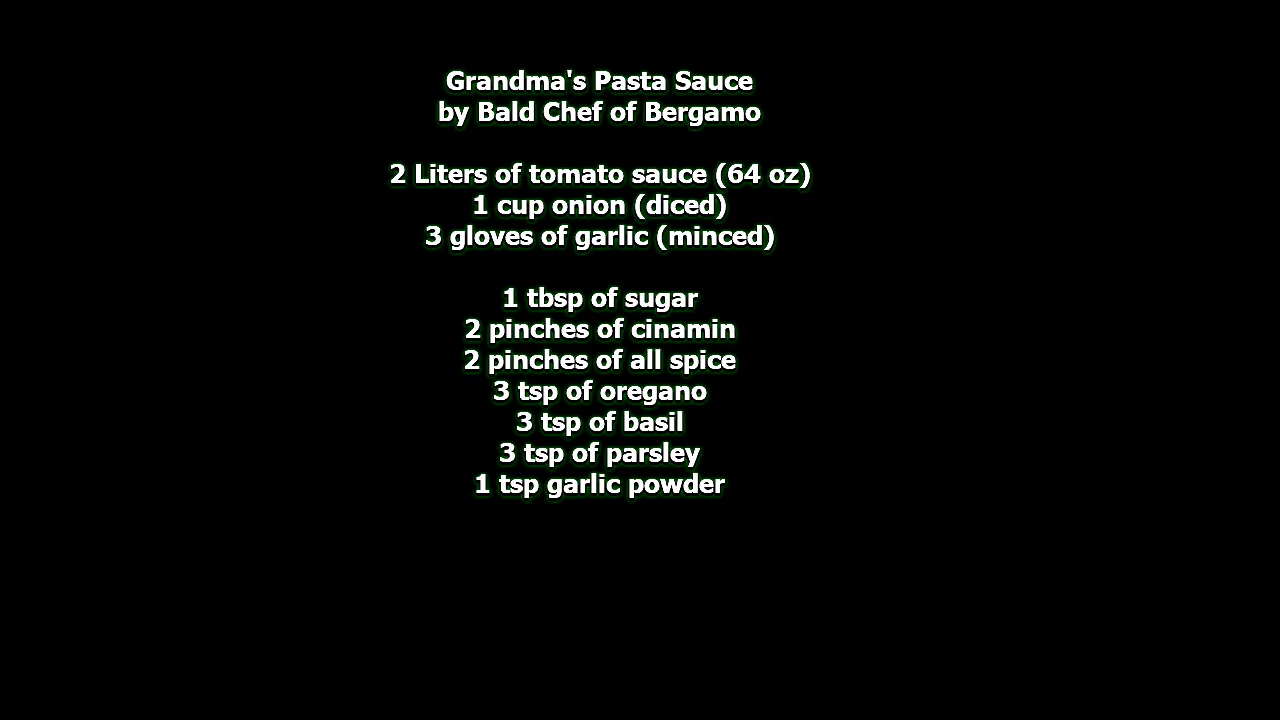 Grandma's Pasta Sauce
by Bald Chef of Bergamo
2 Liters of tomato sauce (64 oz)
1 cup onion (diced)
3 gloves of garlic (minced)
1 tbsp of sugar
2 pinches of cinamin
2 pinches of all spice
3 tsp of oregano
3 tsp of basil
3 tsp of parsley
1 tsp garlic powder